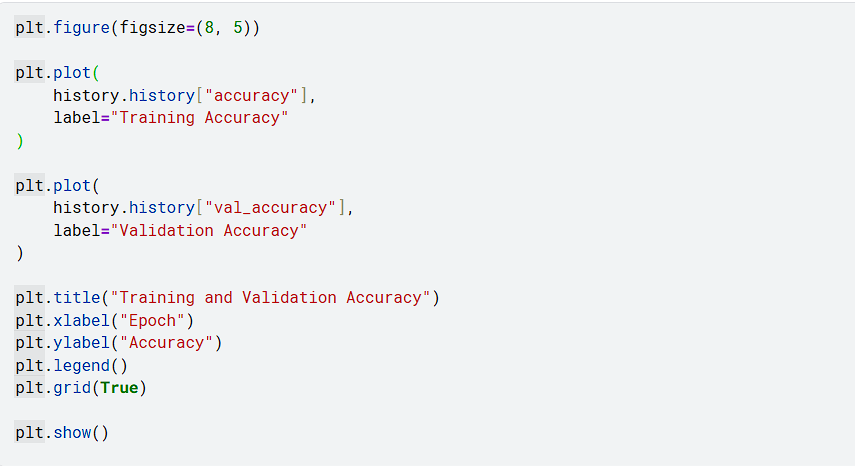 plt.figure(figsize=(8, 5))

plt.plot(
    history.history["accuracy"],
    label="Training Accuracy"
)

plt.plot(
    history.history["val_accuracy"],
    label="Validation Accuracy"
)

plt.title("Training and Validation Accuracy")
plt.xlabel("Epoch")
plt.ylabel("Accuracy")
plt.legend()
plt.grid(True)

plt.show()